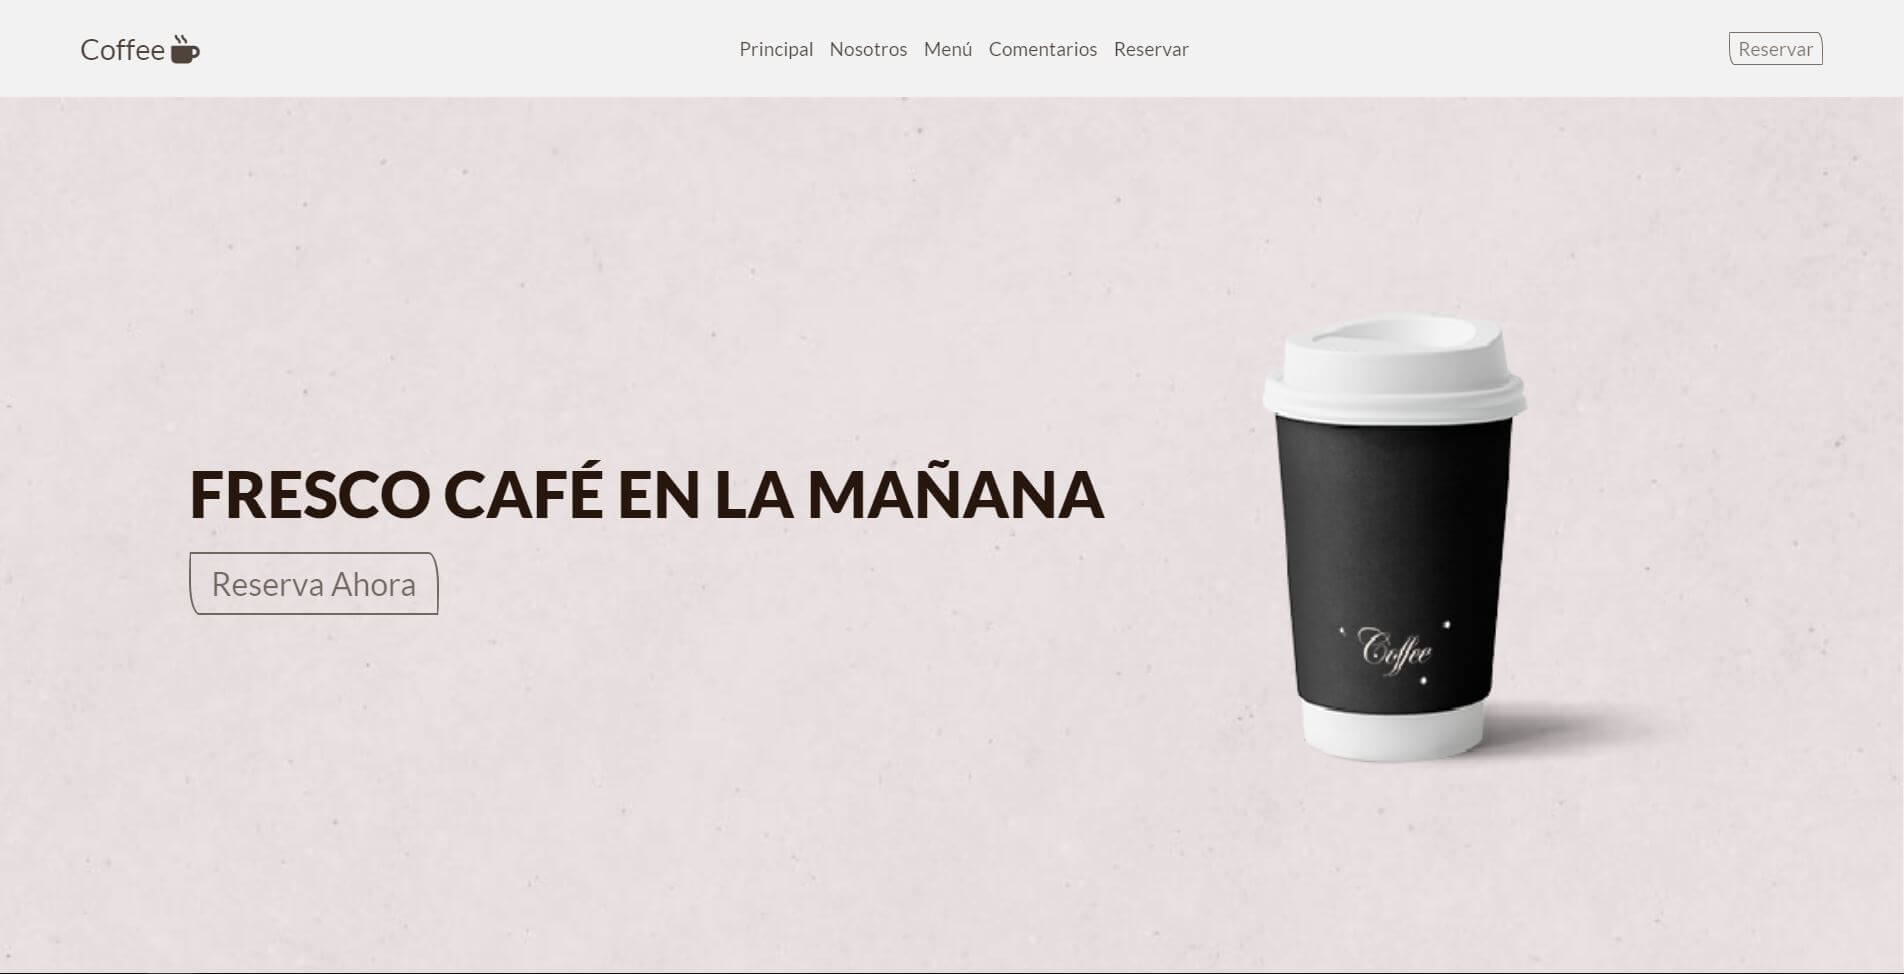 Coffee
Principal Nosotros Menú Comentarios Reservar
Reservar
FRESCO CAFÉ EN LA MAÑANA
Reserva Ahora
Coffee